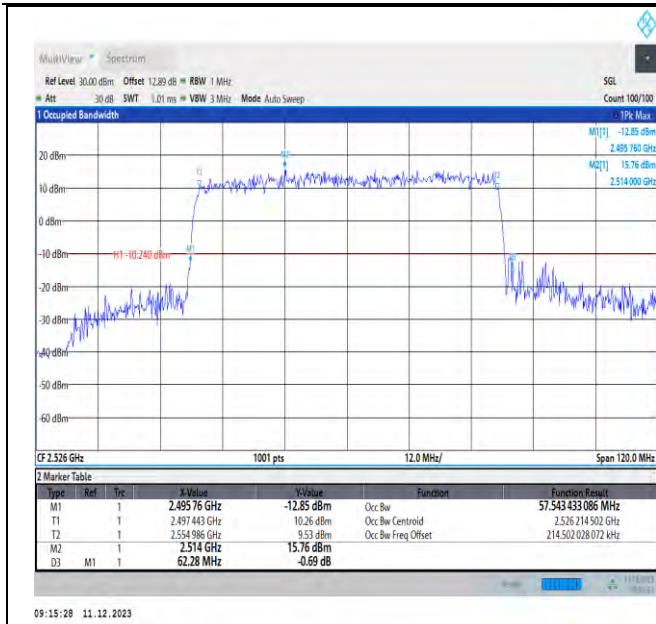 MultiView Spectrum
Ref Level 30.00 dBm Offset 12.89 dB RBW 1 MHz SGL
Att 30 dB SWT 1.01 ms VBW 3 MHz Mode Auto Sweep Count 100/100
1 Occupied Bandwidth 1Pk Max
M1[1] -12.85 dBm
2.495 760 GHz
M2[1] 15.76 dBm
2.514 000 GHz
20 dBm
10 dBm
0 dBm
-10 dBm
H1 -10.240 dBm
M1
-20 dBm
-30 dBm
-40 dBm
-50 dBm
-60 dBm
CF 2.526 GHz 1001 pts 12.0 MHz/ Span 120.0 MHz
2 Marker Table
Type Ref Trc X-Value Y-Value Function Function Result
M1 1 2.495 76 GHz -12.85 dBm Occ Bw 57.543 433 086 MHz
T1 1 2.497 443 GHz 10.26 dBm Occ Bw Centroid 2.526 214 502 GHz
T2 1 2.554 986 GHz 9.53 dBm Occ Bw Freq Offset 214.502 028 072 kHz
M2 1 2.514 GHz 15.76 dBm
D3 M1 1 62.28 MHz -0.69 dB
09:15:28 11.12.2023